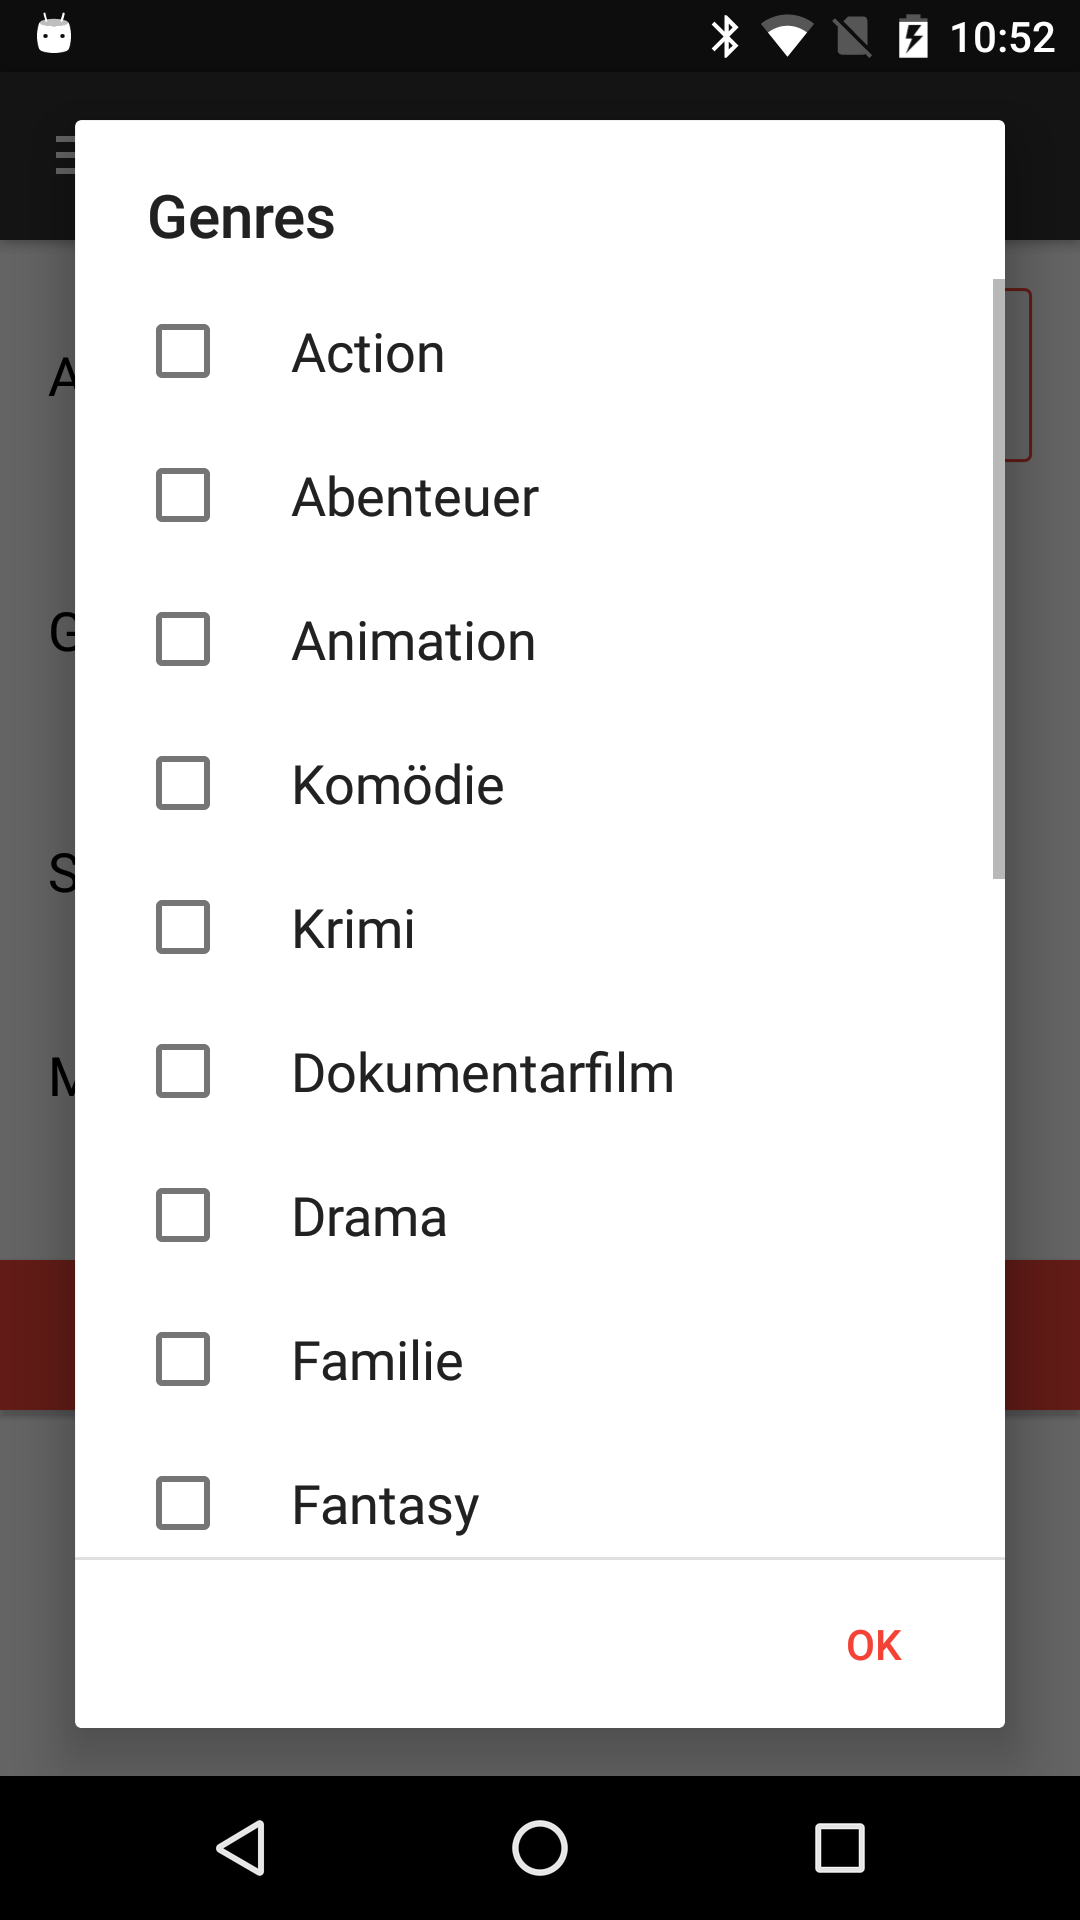 10:52
Genres
Action
Abenteuer
Animation
Komödie
Krimi
Dokumentarfilm
Drama
Familie
Fantasy
OK